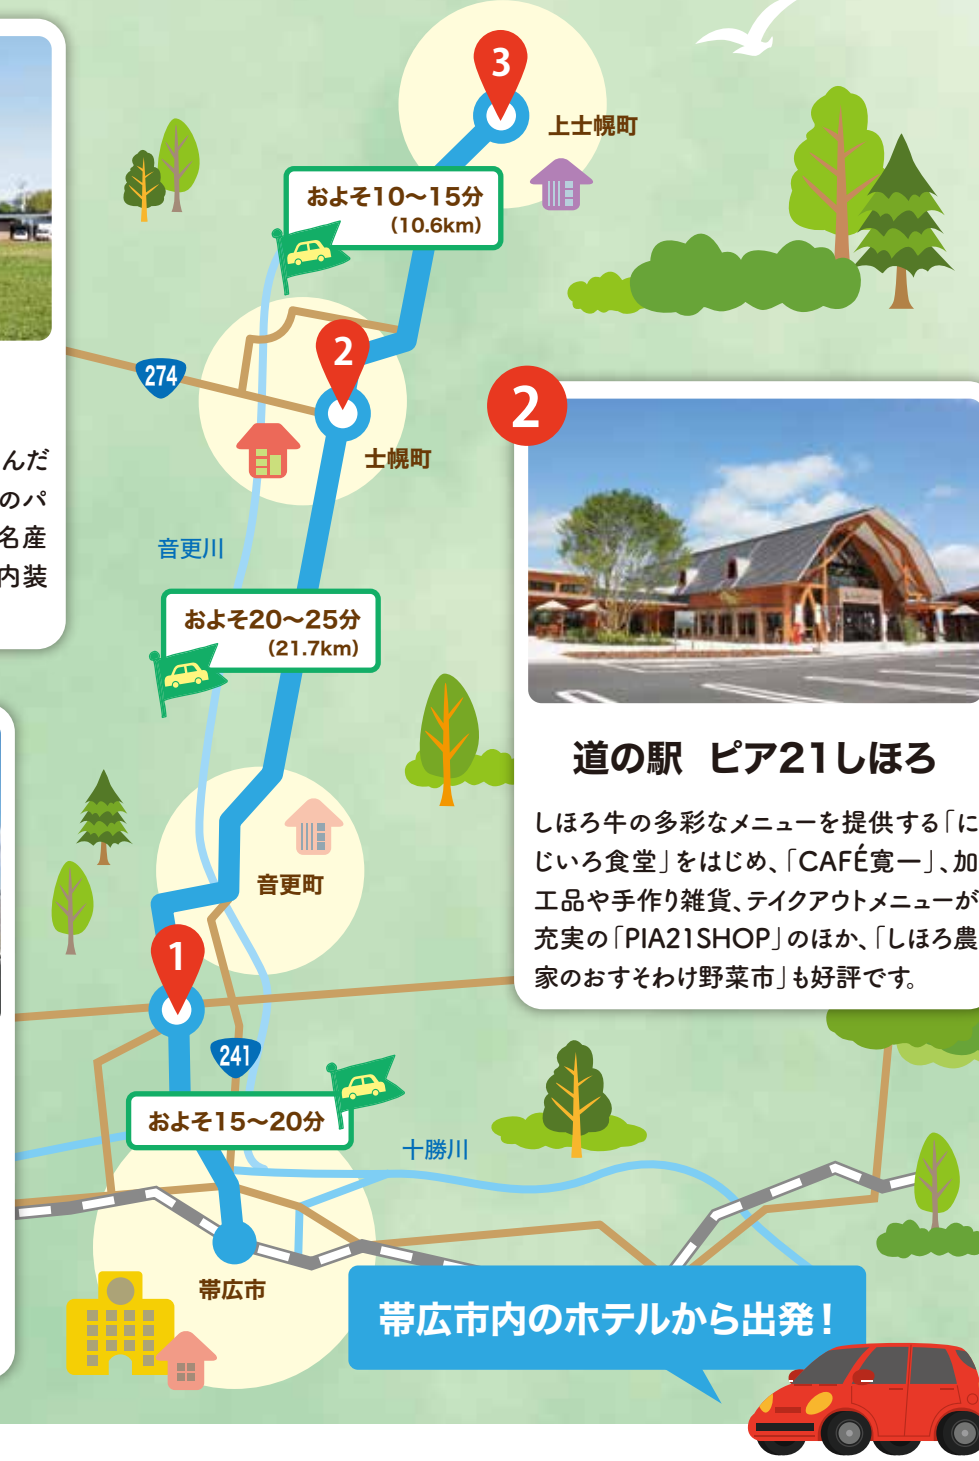 3
上士幌町
およそ10〜15分
(10.6km)
2
274
士幌町
んだ
のパ
名産
内装
音更川
およそ20〜25分
(21.7km)
2
道の駅 ピア21しほろ
しほろ牛の多彩なメニューを提供する「に
じいろ食堂」をはじめ、「CAFÉ寛一」、加
工品や手作り雑貨、テイクアウトメニューが
充実の「PIA21SHOP」のほか、「しほろ農
家のおすそわけ野菜市」も好評です。
音更町
1
241
およそ15〜20分
十勝川
帯広市
帯広市内のホテルから出発!